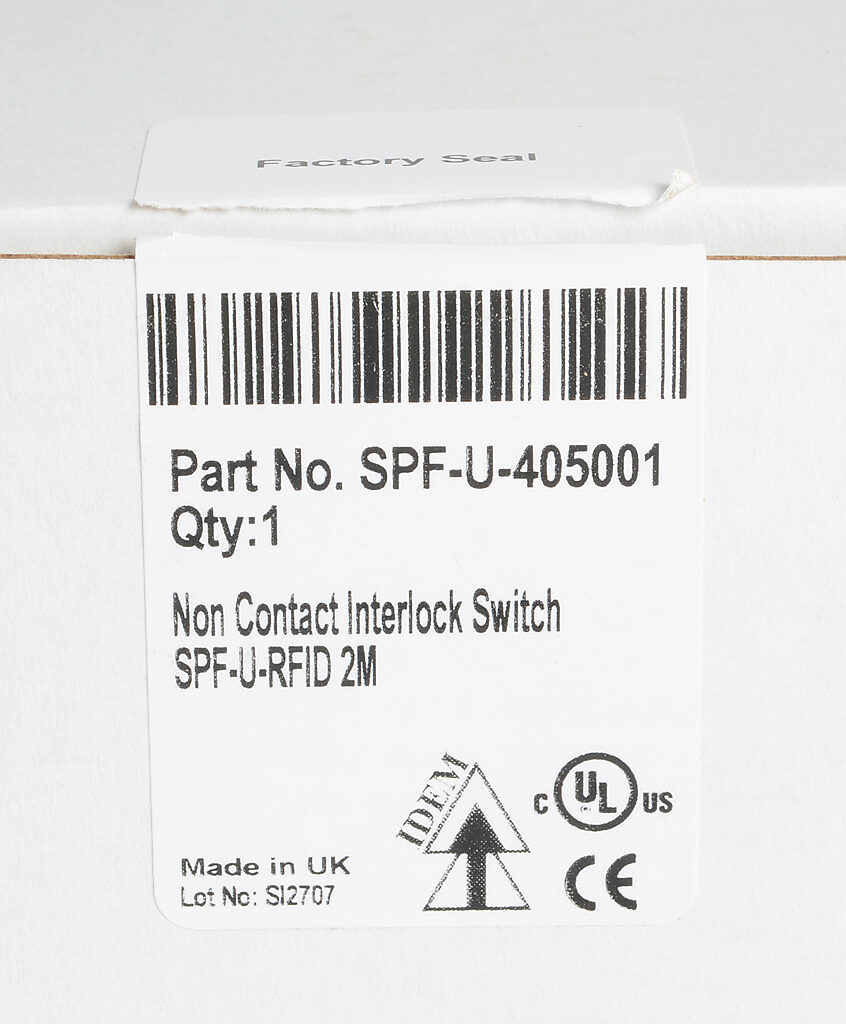 Factory Seal
Part No. SPF-U-405001
Qty:1
Non Contact Interlock Switch
SPF-U-RFID 2M
IDEM
C UL US
Made in UK
CE
Lot No: SI2707